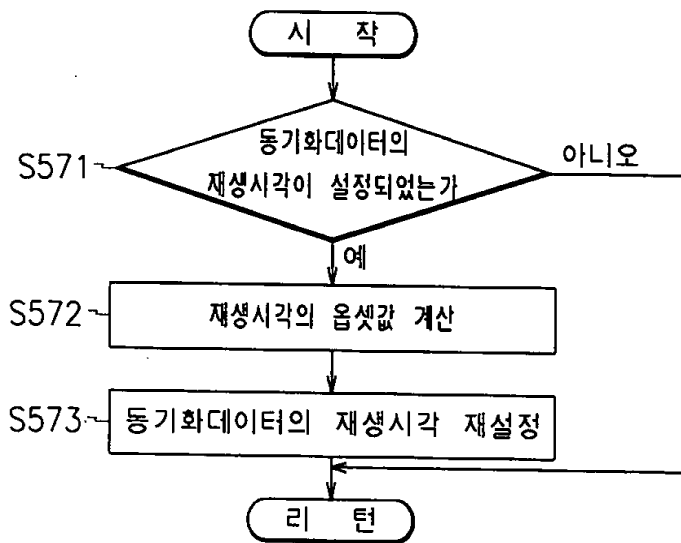 시 작
S571
동기화데이터의
재생시각이 설정되었는가
아니오
예
S572
재생시각의 옵셋값 계산
S573
동기화데이터의 재생시각 재설정
리 턴